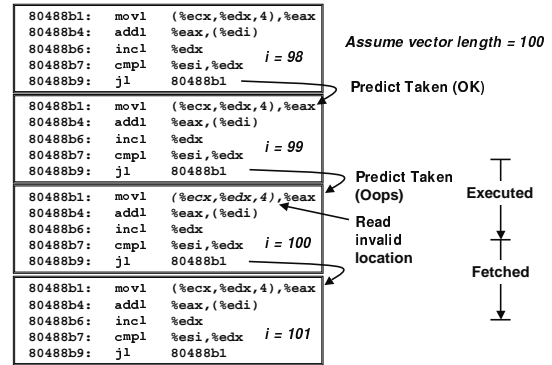 80488b1: movl (%ecx,%edx,4),%eax
80488b4: addl %eax,(%edi)
80488b6: incl %edx
80488b7: cmpl %esi,%edx i = 98
80488b9: jl 80488b1
Assume vector length = 100
Predict Taken (OK)
80488b1: movl (%ecx,%edx,4),%eax
80488b4: addl %eax,(%edi)
80488b6: incl %edx
80488b7: cmpl %esi,%edx i = 99
80488b9: jl 80488b1
Predict Taken
(Oops)
80488b1: movl (%ecx,%edx,4),%eax
80488b4: addl %eax,(%edi)
80488b6: incl %edx
80488b7: cmpl %esi,%edx i = 100
80488b9: jl 80488b1
Read
invalid
location
Executed
Fetched
80488b1: movl (%ecx,%edx,4),%eax
80488b4: addl %eax,(%edi)
80488b6: incl %edx
80488b7: cmpl %esi,%edx i = 101
80488b9: jl 80488b1